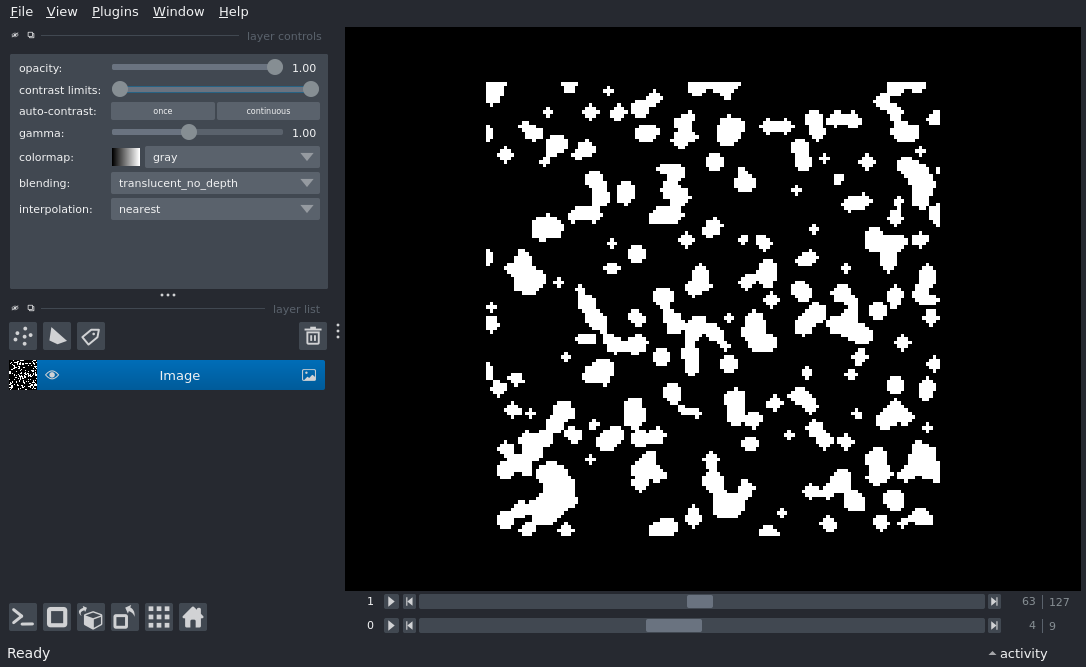 File View Plugins Window Help
layer controls
opacity: 1.00
contrast limits:
auto-contrast: once continuous
gamma: 1.00
colormap: gray
blending: translucent_no_depth
interpolation: nearest
layer list
Image
1 63 127
0 4 9
Ready activity